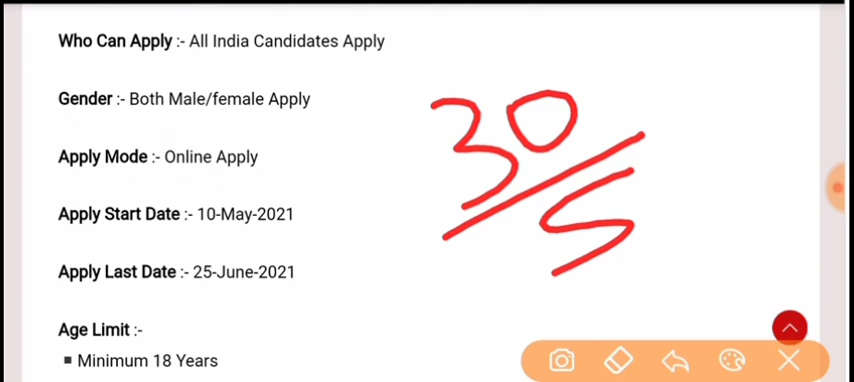 Who Can Apply :- All India Candidates Apply
Gender :- Both Male/female Apply
30/5
Apply Mode :- Online Apply
Apply Start Date :- 10-May-2021
Apply Last Date :- 25-June-2021
Age Limit :-
▪ Minimum 18 Years